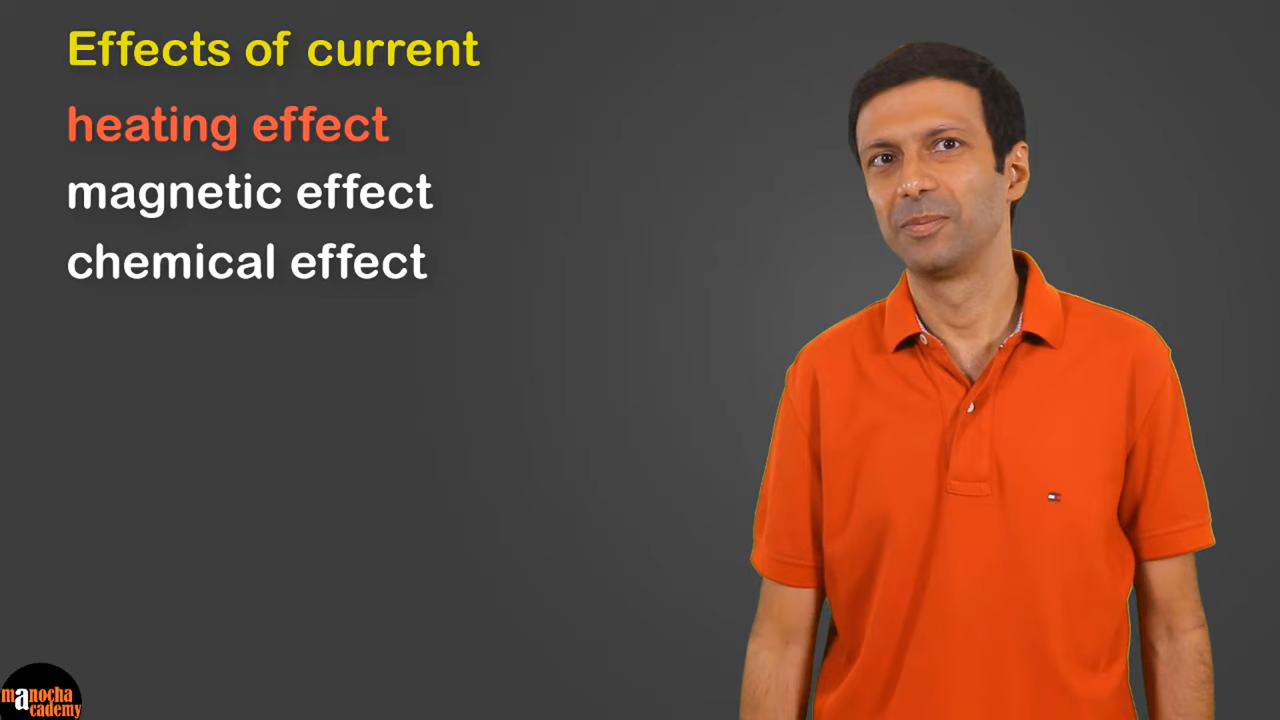 Effects of current
heating effect
magnetic effect
chemical effect
manocha
academy